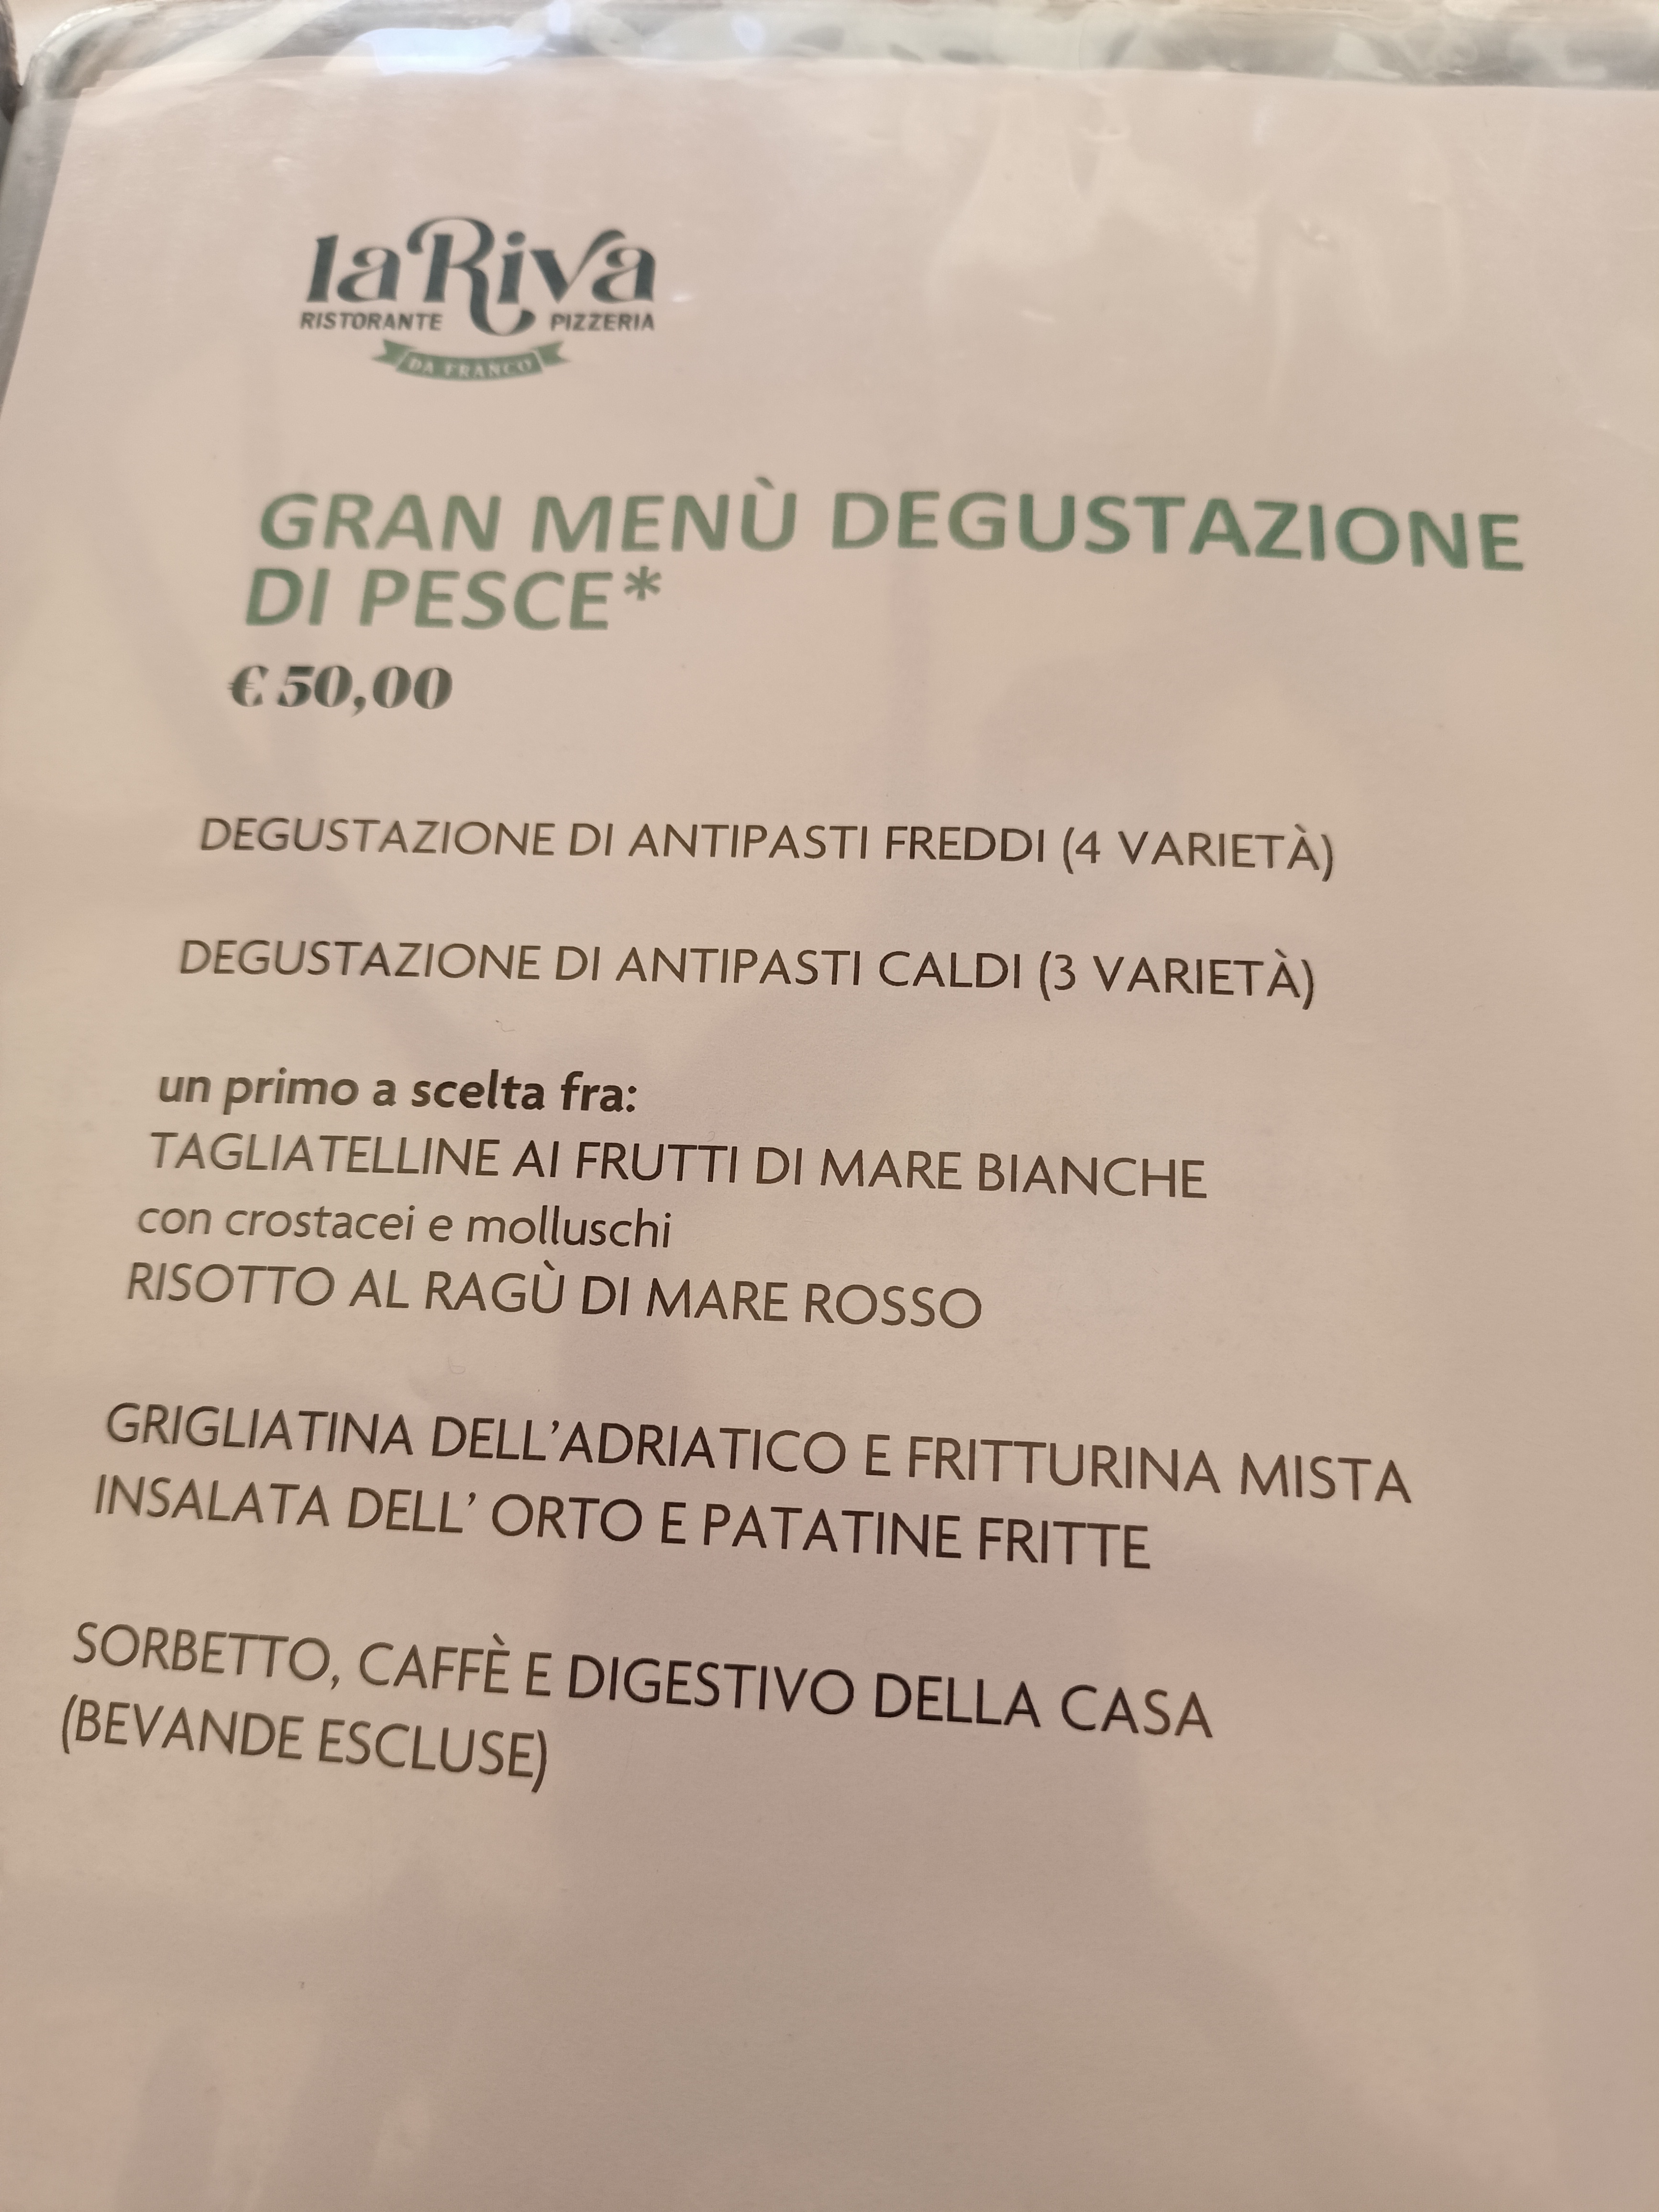 la Riva
RISTORANTE PIZZERIA
DA FRANCO
GRAN MENÙ DEGUSTAZIONE
DI PESCE*
€ 50,00
DEGUSTAZIONE DI ANTIPASTI FREDDI (4 VARIETÀ)
DEGUSTAZIONE DI ANTIPASTI CALDI (3 VARIETÀ)
un primo a scelta fra:
TAGLIATELLINE AI FRUTTI DI MARE BIANCHE
con crostacei e molluschi
RISOTTO AL RAGÙ DI MARE ROSSO
GRIGLIATINA DELL'ADRIATICO E FRITTURINA MISTA
INSALATA DELL' ORTO E PATATINE FRITTE
SORBETTO, CAFFÈ E DIGESTIVO DELLA CASA
(BEVANDE ESCLUSE)